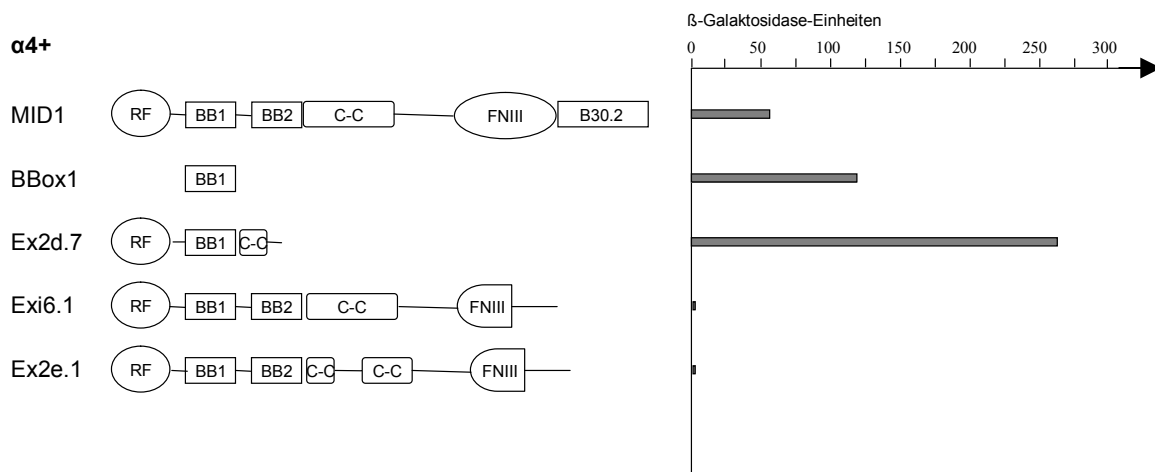 ß-Galaktosidase-Einheiten
α4+
0 50 100 150 200 250 300
MID1 RF BB1 BB2 C-C FNIII B30.2
BBox1 BB1
Ex2d.7 RF BB1 C-C
Exi6.1 RF BB1 BB2 C-C FNIII
Ex2e.1 RF BB1 BB2 C-C C-C FNIII